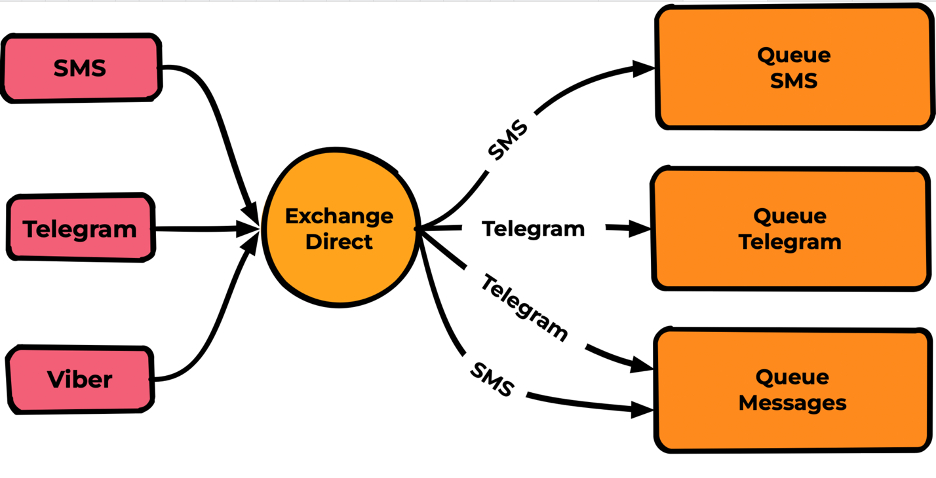 SMS
Telegram
Viber
Exchange
Direct
SMS
Telegram
Telegram
SMS
Queue
SMS
Queue
Telegram
Queue
Messages